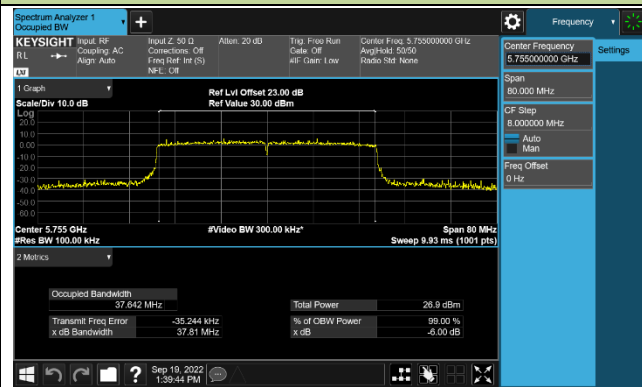 Spectrum Analyzer 1
Occupied BW
Frequency
KEYSIGHT
RL
LXI
Input: RF
Coupling: AC
Align: Auto
Input Z: 50 Ω
Corrections: Off
Freq Ref: Int (S)
NFE: Off
Atten: 20 dB
Trig: Free Run
Gate: Off
#IF Gain: Low
Center Freq: 5.755000000 GHz
Avg|Hold: 50/50
Radio Std: None
Center Frequency
5.755000000 GHz
Settings
Span
80.000 MHz
CF Step
8.000000 MHz
Auto
Man
Freq Offset
0 Hz
1 Graph
Scale/Div 10.0 dB
Ref Lvl Offset 23.00 dB
Ref Value 30.00 dBm
Log
20.0
10.0
0.00
-10.0
-20.0
-30.0
-40.0
-50.0
-60.0
Center 5.755 GHz
#Res BW 100.00 kHz
#Video BW 300.00 kHz*
Span 80 MHz
Sweep 9.93 ms (1001 pts)
2 Metrics
Occupied Bandwidth
37.642 MHz
Total Power 26.9 dBm
Transmit Freq Error -35.244 kHz
% of OBW Power 99.00 %
x dB Bandwidth 37.81 MHz
x dB -6.00 dB
?
Sep 19, 2022
1:39:44 PM